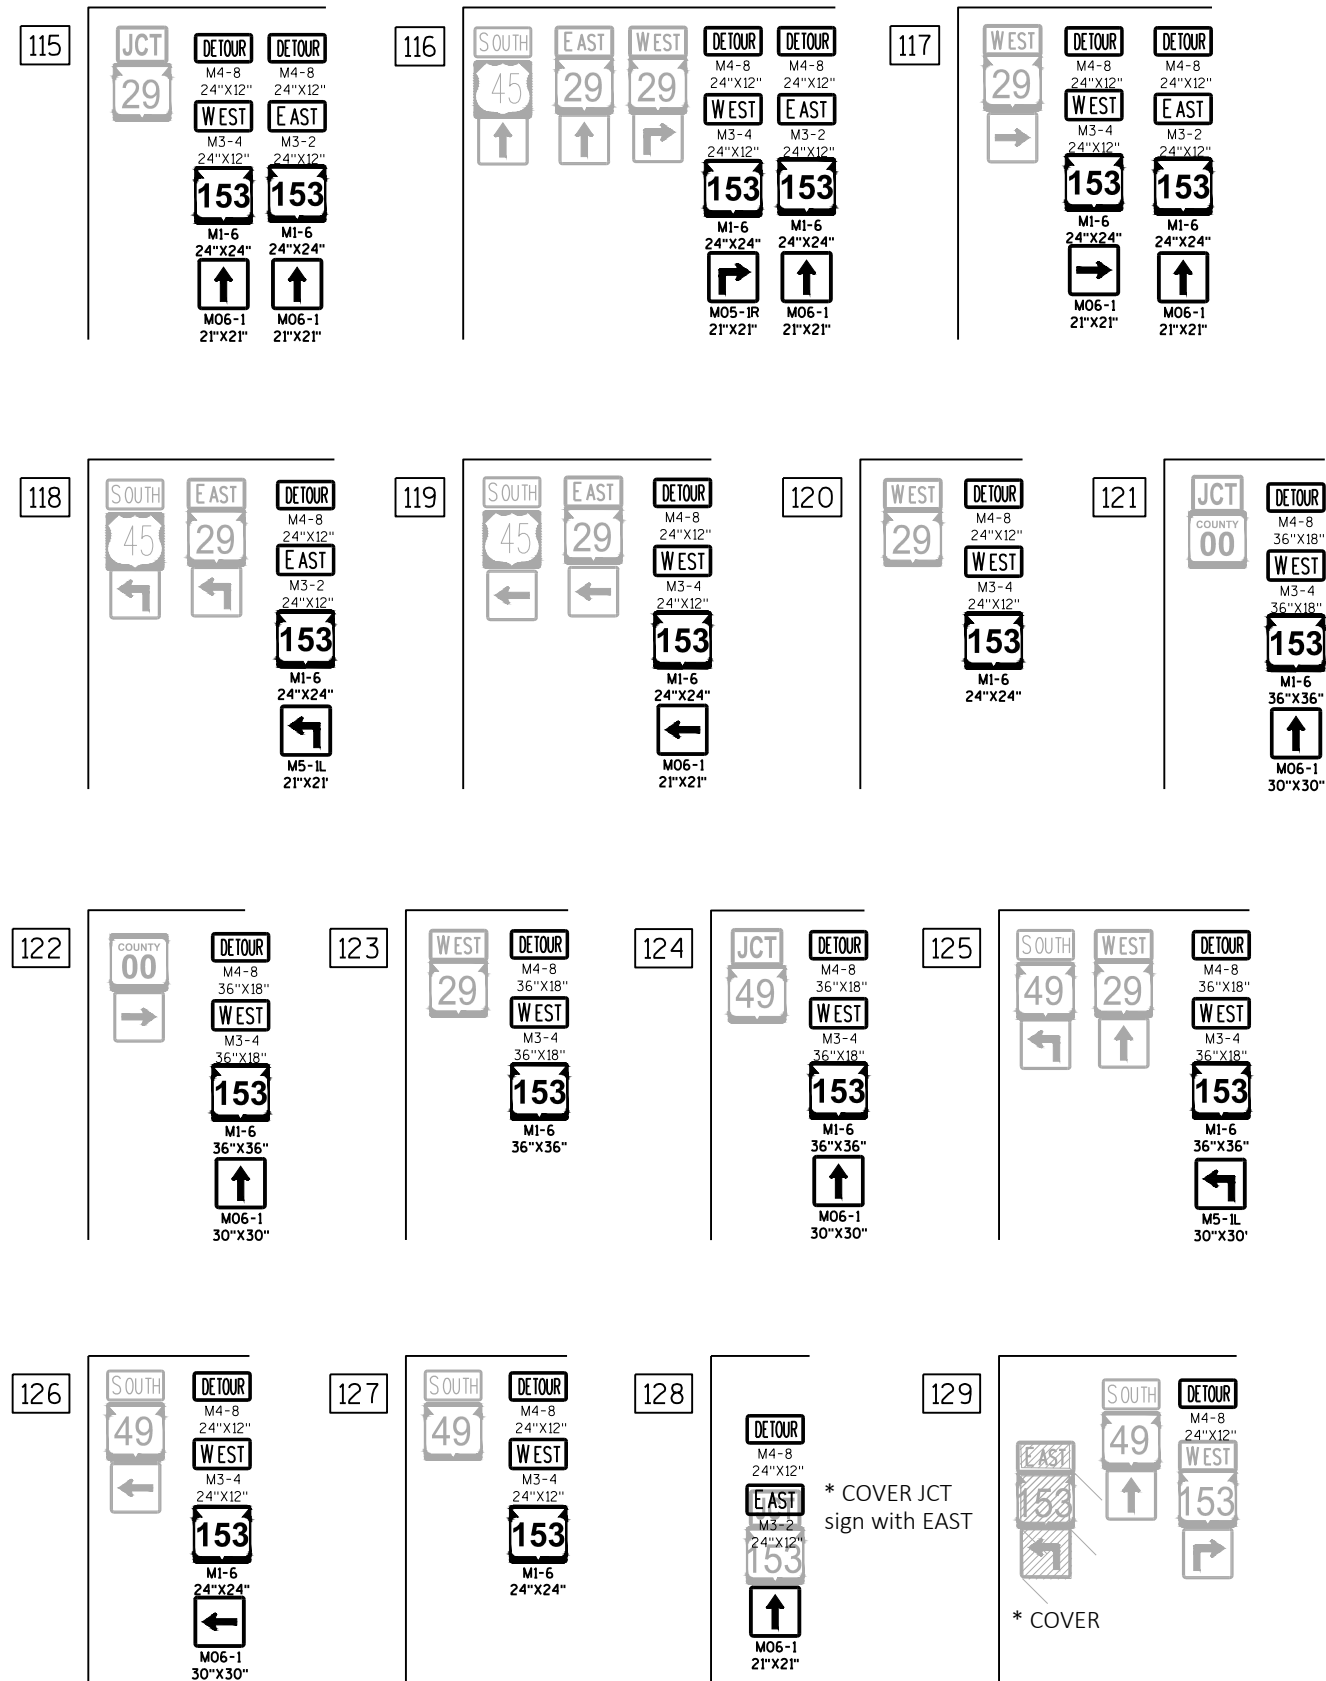 115
JCT
29
DETOUR
M4-8
24"X12"
WEST
M3-4
24"X12"
153
M1-6
24"X24"
MO6-1
21"X21"
DETOUR
M4-8
24"X12"
EAST
M3-2
24"X12"
153
M1-6
24"X24"
MO6-1
21"X21"
116
SOUTH
45
EAST
29
WEST
29
DETOUR
M4-8
24"X12"
WEST
M3-4
24"X12"
153
M1-6
24"X24"
MO5-1R
21"X21"
DETOUR
M4-8
24"X12"
EAST
M3-2
24"X12"
153
M1-6
24"X24"
MO6-1
21"X21"
117
WEST
29
DETOUR
M4-8
24"X12"
WEST
M3-4
24"X12"
153
M1-6
24"X24"
MO6-1
21"X21"
DETOUR
M4-8
24"X12"
EAST
M3-2
24"X12"
153
M1-6
24"X24"
MO6-1
21"X21"
118
SOUTH
45
EAST
29
DETOUR
M4-8
24"X12"
EAST
M3-2
24"X12"
153
M1-6
24"X24"
M5-1L
21"X21'
119
SOUTH
45
EAST
29
DETOUR
M4-8
24"X12"
WEST
M3-4
24"X12"
153
M1-6
24"X24"
MO6-1
21"X21"
120
WEST
29
DETOUR
M4-8
24"X12"
WEST
M3-4
24"X12"
153
M1-6
24"X24"
121
JCT
COUNTY
00
DETOUR
M4-8
36"X18"
WEST
M3-4
36"X18"
153
M1-6
36"X36"
MO6-1
30"X30"
122
COUNTY
00
DETOUR
M4-8
36"X18"
WEST
M3-4
36"X18"
153
M1-6
36"X36"
MO6-1
30"X30"
123
WEST
29
DETOUR
M4-8
36"X18"
WEST
M3-4
36"X18"
153
M1-6
36"X36"
124
JCT
49
DETOUR
M4-8
36"X18"
WEST
M3-4
36"X18"
153
M1-6
36"X36"
MO6-1
30"X30"
125
SOUTH
49
WEST
29
DETOUR
M4-8
36"X18"
WEST
M3-4
36"X18"
153
M1-6
36"X36"
M5-1L
30"X30'
126
SOUTH
49
DETOUR
M4-8
24"X12"
WEST
M3-4
24"X12"
153
M1-6
24"X24"
MO6-1
30"X30"
127
SOUTH
49
DETOUR
M4-8
24"X12"
WEST
M3-4
24"X12"
153
M1-6
24"X24"
128
DETOUR
M4-8
24"X12"
EAST
JCT
M3-2
24"X12"
153
MO6-1
21"X21"
* COVER JCT
sign with EAST
129
EAST
153
* COVER
SOUTH
49
DETOUR
M4-8
24"X12"
WEST
153